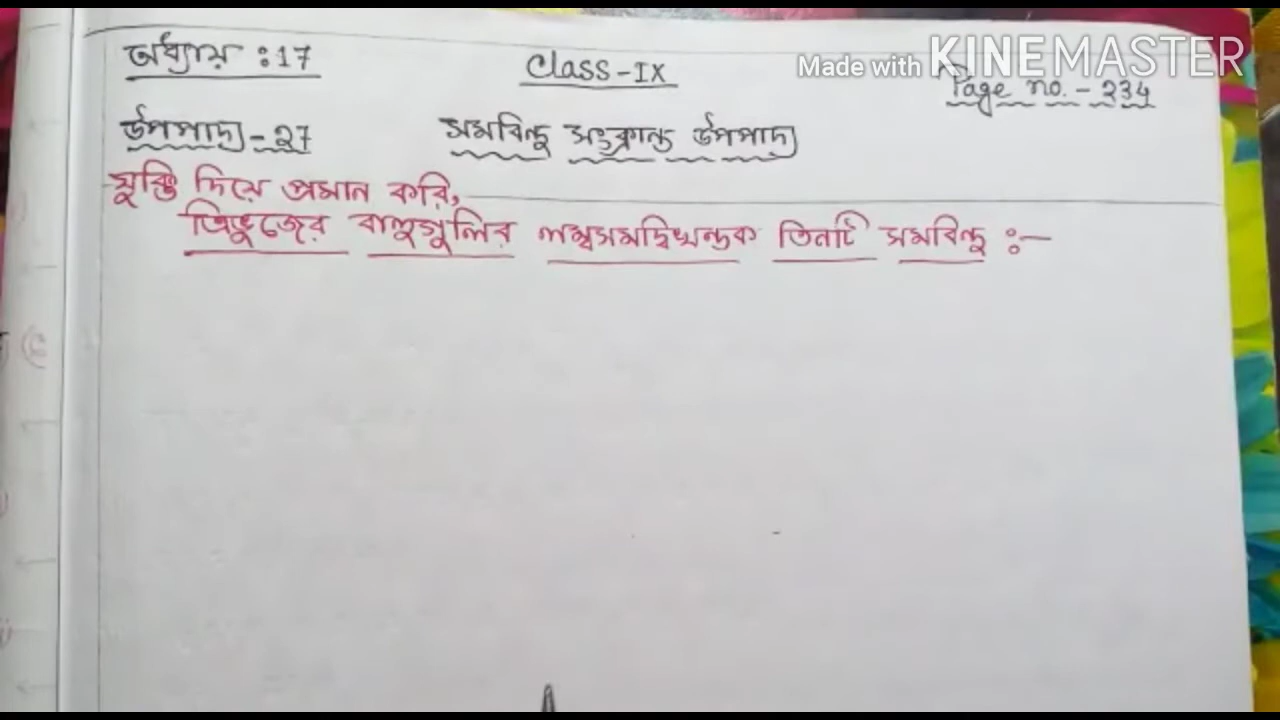 অধ্যায় : 17
Class - IX
Made with KINEMASTER
Page no. - 234
উপপাদ্য - 27
সমবিন্দু সংক্রান্ত উপপাদ্য
যুক্তি দিয়ে প্রমান করি,
ত্রিভুজের বাহুগুলির লম্বসমদ্বিখন্ডক তিনটি সমবিন্দু :—